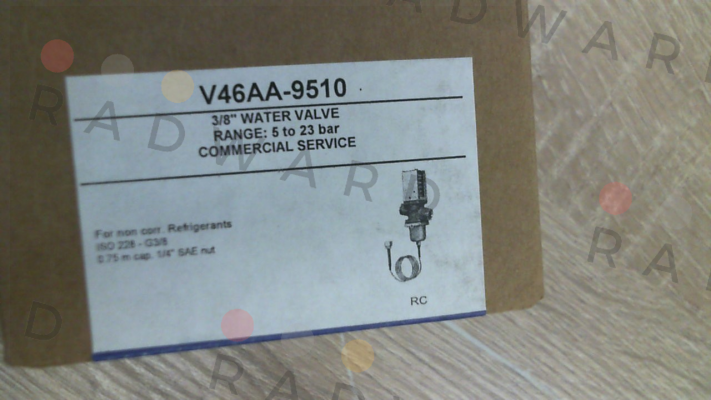 V46AA-9510
3/8" WATER VALVE
RANGE: 5 to 23 bar
COMMERCIAL SERVICE
For non corr. Refrigerants
ISO 228 - G3/8
0.75 m cap. 1/4" SAE nut
RC
RADWARD